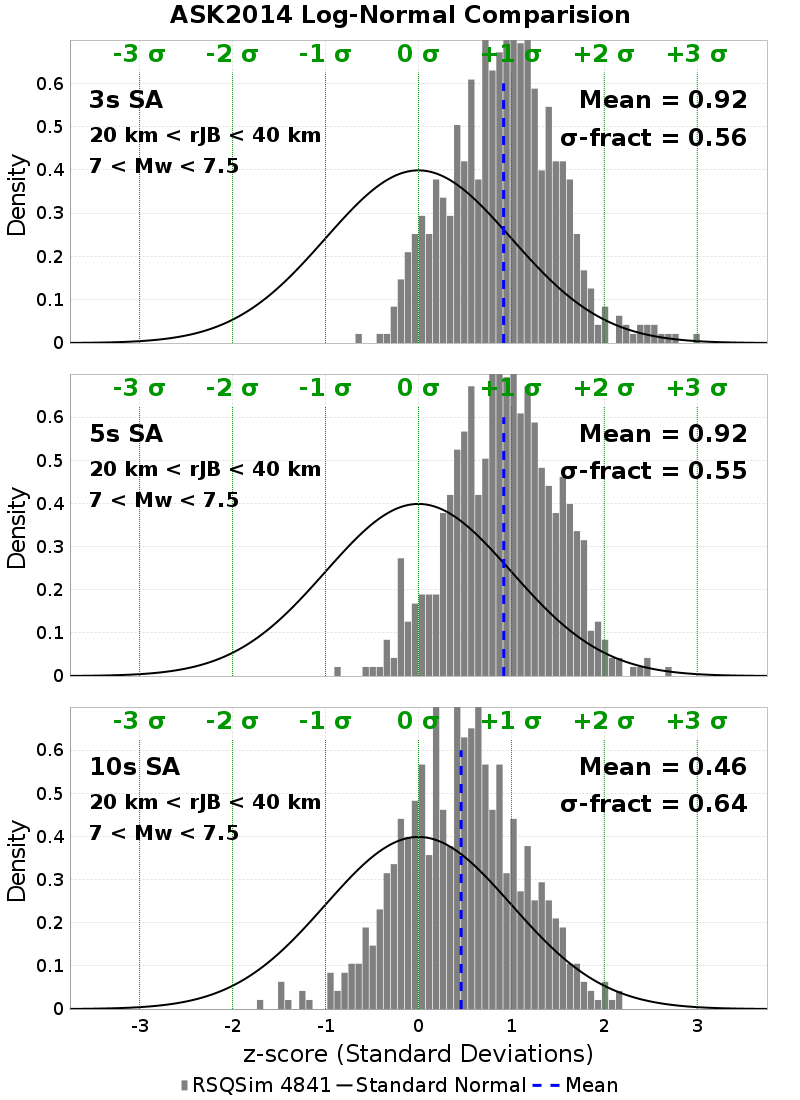 ASK2014 Log-Normal Comparision
-3 σ -2 σ -1 σ 0 σ +1 σ +2 σ +3 σ
3s SA
20 km < rJB < 40 km
7 < Mw < 7.5
Mean = 0.92
σ-fract = 0.56
Density
0.6
0.5
0.4
0.3
0.2
0.1
0
-3 σ -2 σ -1 σ 0 σ +1 σ +2 σ +3 σ
5s SA
20 km < rJB < 40 km
7 < Mw < 7.5
Mean = 0.92
σ-fract = 0.55
Density
0.6
0.5
0.4
0.3
0.2
0.1
0
-3 σ -2 σ -1 σ 0 σ +1 σ +2 σ +3 σ
10s SA
20 km < rJB < 40 km
7 < Mw < 7.5
Mean = 0.46
σ-fract = 0.64
Density
0.6
0.5
0.4
0.3
0.2
0.1
0
-3 -2 -1 0 1 2 3
z-score (Standard Deviations)
RSQSim 4841 Standard Normal Mean